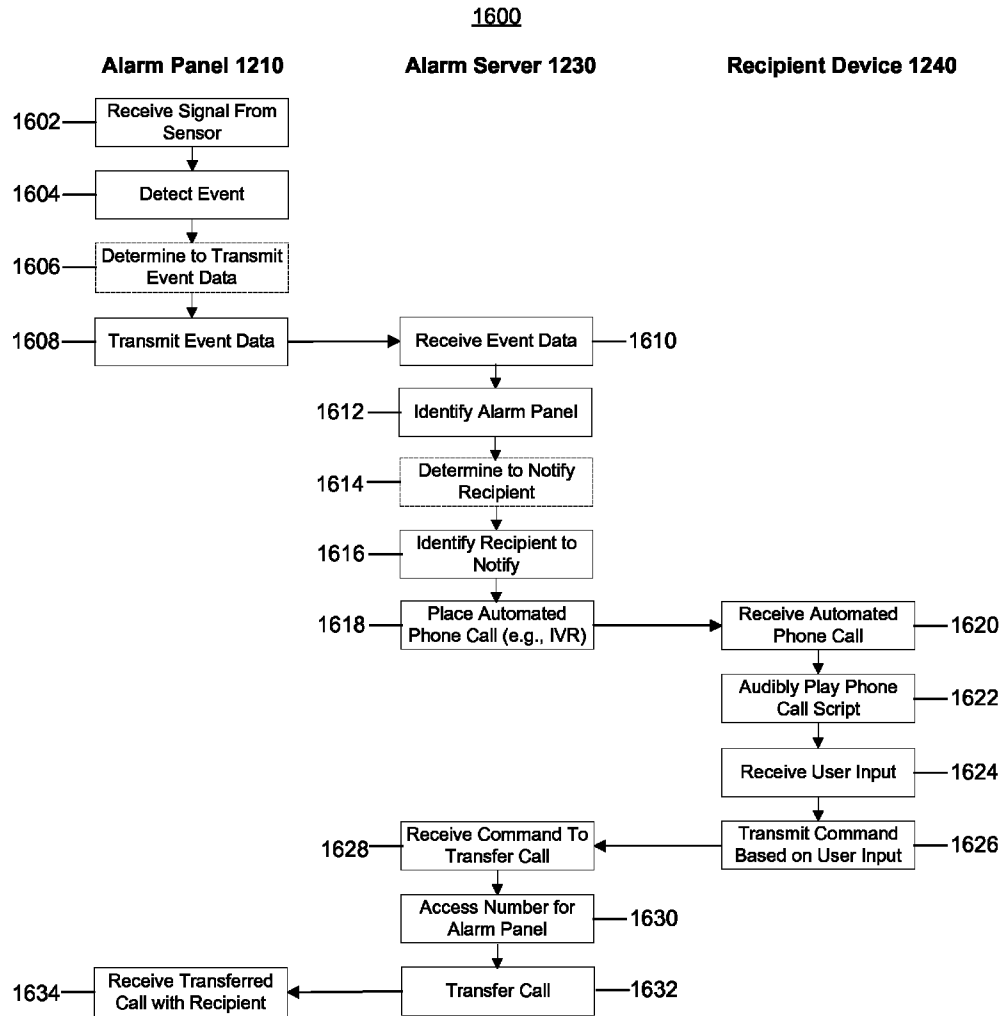 1600
Alarm Panel 1210
Alarm Server 1230
Recipient Device 1240
1602
Receive Signal From
Sensor
1604
Detect Event
1606
Determine to Transmit
Event Data
1608
Transmit Event Data
Receive Event Data
1610
1612
Identify Alarm Panel
1614
Determine to Notify
Recipient
1616
Identify Recipient to
Notify
1618
Place Automated
Phone Call (e.g., IVR)
Receive Automated
Phone Call
1620
Audibly Play Phone
Call Script
1622
Receive User Input
1624
Transmit Command
Based on User Input
1626
1628
Receive Command To
Transfer Call
Access Number for
Alarm Panel
1630
Transfer Call
1632
1634
Receive Transferred
Call with Recipient